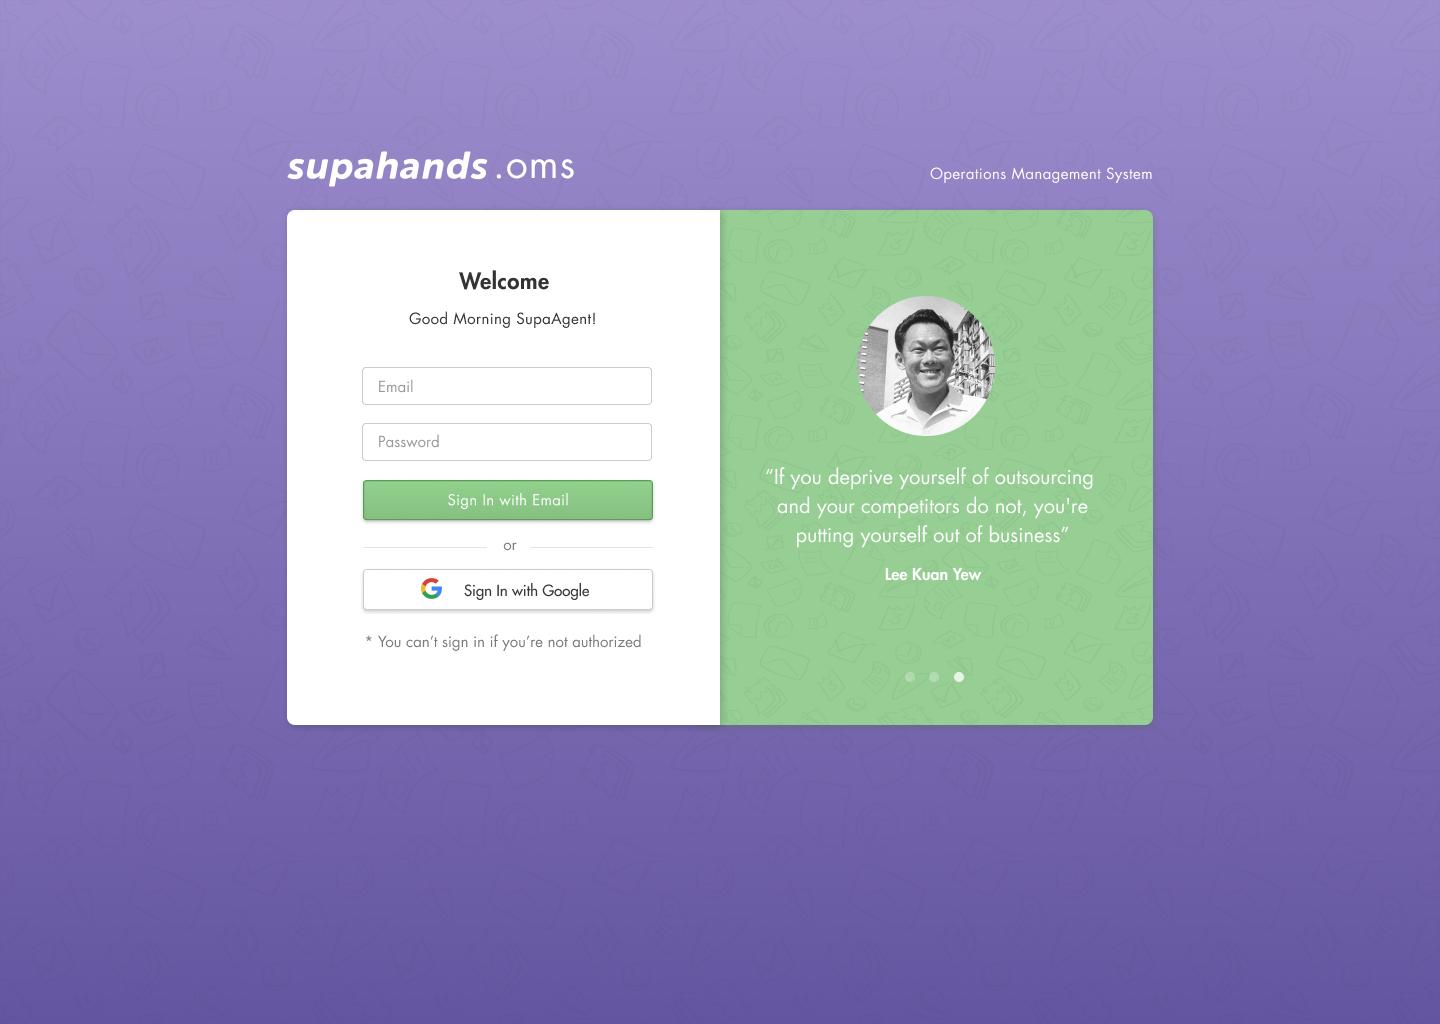 supahands .oms
Operations Management System
Welcome
Good Morning SupaAgent!
Email
Password
Sign In with Email
or
Sign In with Google
* You can’t sign in if you’re not authorized
“If you deprive yourself of outsourcing
and your competitors do not, you're
putting yourself out of business”
Lee Kuan Yew